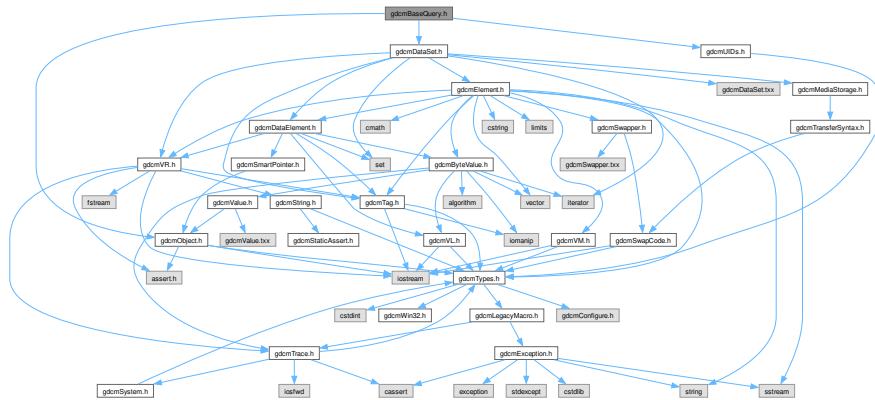 gdcmBaseQuery.h
gdcmDataSet.h
gdcmUIDs.h
gdcmElement.h
gdcmDataSet.txx
gdcmMediaStorage.h
gdcmDataElement.h
cmath
cstring
limits
gdcmSwapper.h
gdcmTransferSyntax.h
gdcmVR.h
gdcmSmartPointer.h
set
gdcmByteValue.h
gdcmSwapper.txx
fstream
gdcmValue.h
gdcmString.h
gdcmTag.h
algorithm
vector
iterator
gdcmObject.h
gdcmValue.txx
gdcmStaticAssert.h
gdcmVL.h
iomanip
gdcmVM.h
gdcmSwapCode.h
assert.h
iostream
gdcmTypes.h
cstdint
gdcmWin32.h
gdcmLegacyMacro.h
gdcmConfigure.h
gdcmTrace.h
gdcmException.h
gdcmSystem.h
iosfwd
cassert
exception
stdexcept
cstdlib
string
sstream